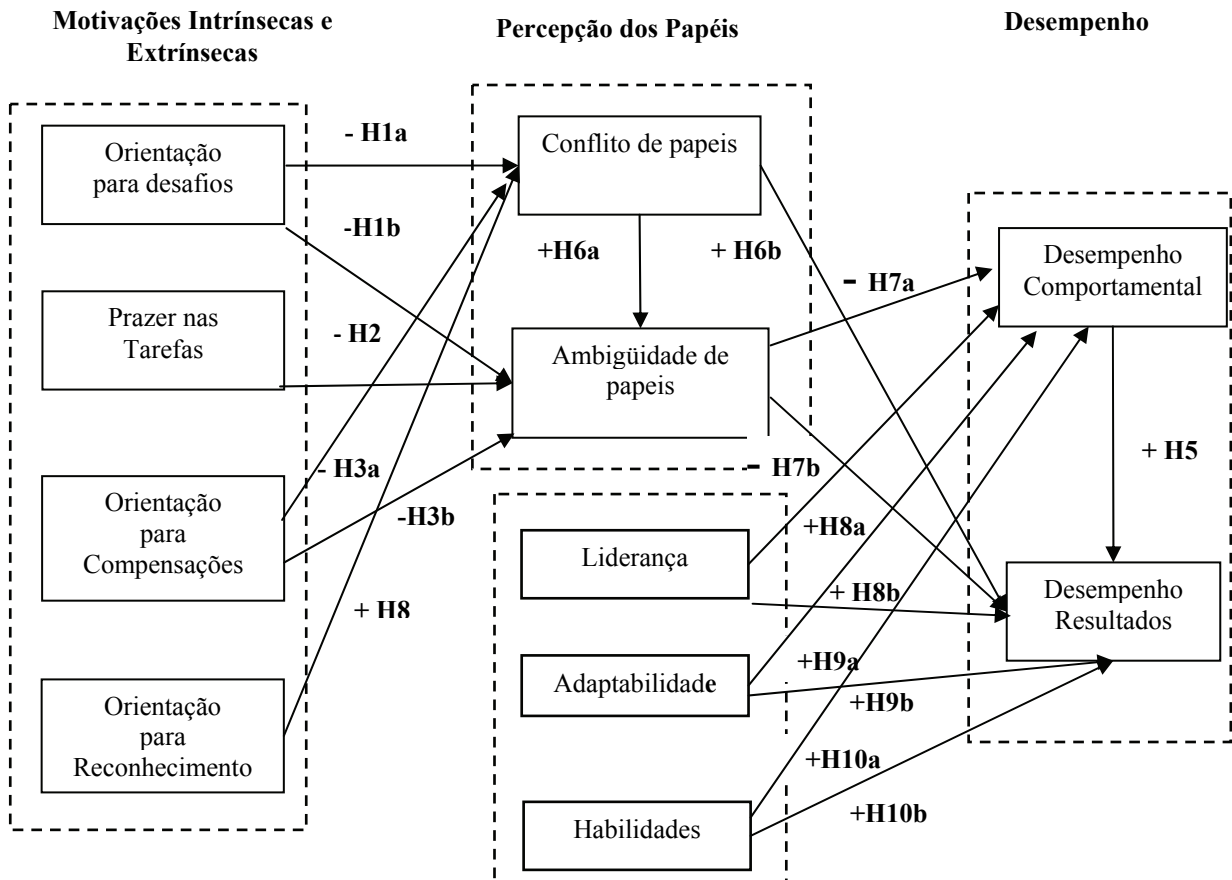 Motivações Intrínsecas e
Extrínsecas
Percepção dos Papéis
Desempenho
Orientação
para desafios
Prazer nas
Tarefas
Orientação
para
Compensações
Orientação
para
Reconhecimento
- H1a
-H1b
- H2
- H3a
-H3b
+ H8
Conflito de papeis
+H6a
+ H6b
Ambigüidade de
papeis
- H7a
- H7b
Liderança
Adaptabilidade
Habilidades
+H8a
+ H8b
+H9a
+H9b
+H10a
+H10b
Desempenho
Comportamental
+ H5
Desempenho
Resultados